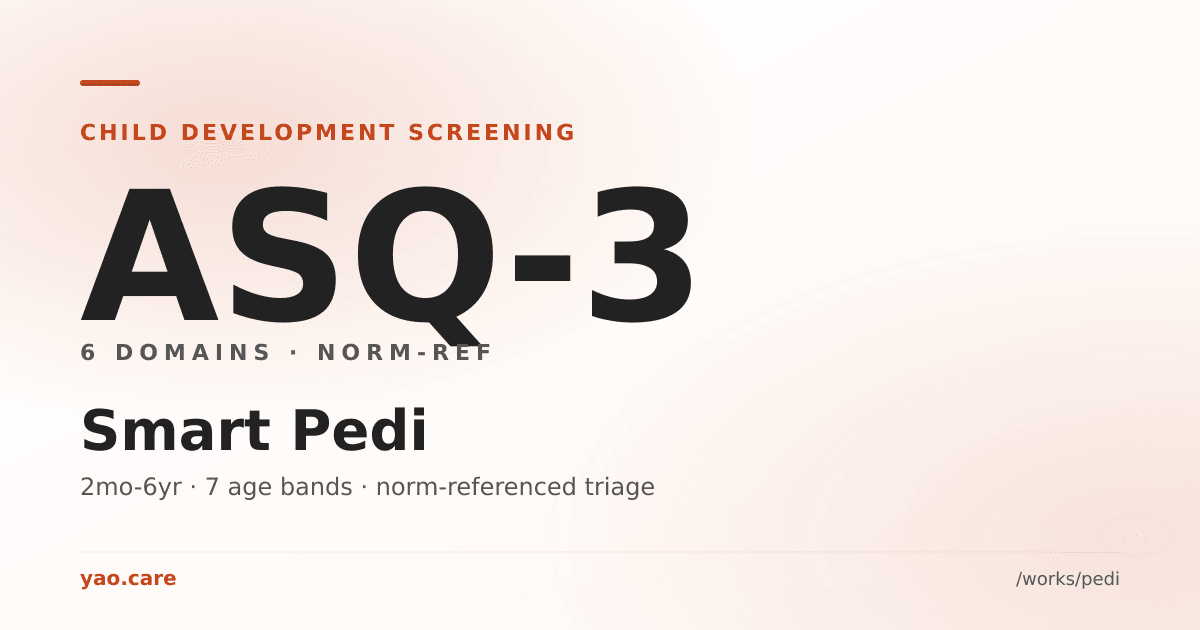 CHILD DEVELOPMENT SCREENING
ASQ-3
6 DOMAINS · NORM-REF
Smart Pedi
2mo-6yr · 7 age bands · norm-referenced triage
yao.care
/works/pedi